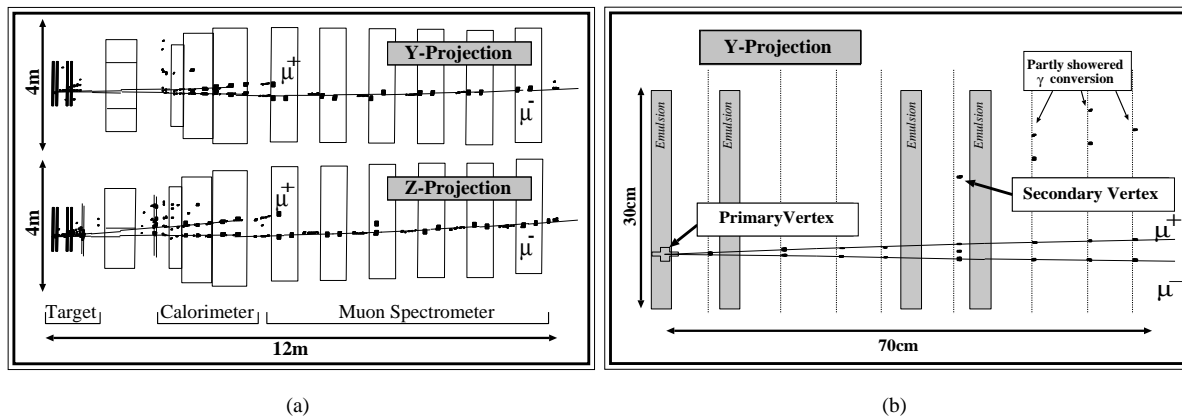 4m
Y-Projection
μ+
μ-
4m
Z-Projection
μ+
μ-
Target
Calorimeter
Muon Spectrometer
12m
(a)
Y-Projection
Partly showered
γ conversion
30cm
Emulsion
Emulsion
Emulsion
Emulsion
Secondary Vertex
PrimaryVertex
μ+
μ-
70cm
(b)